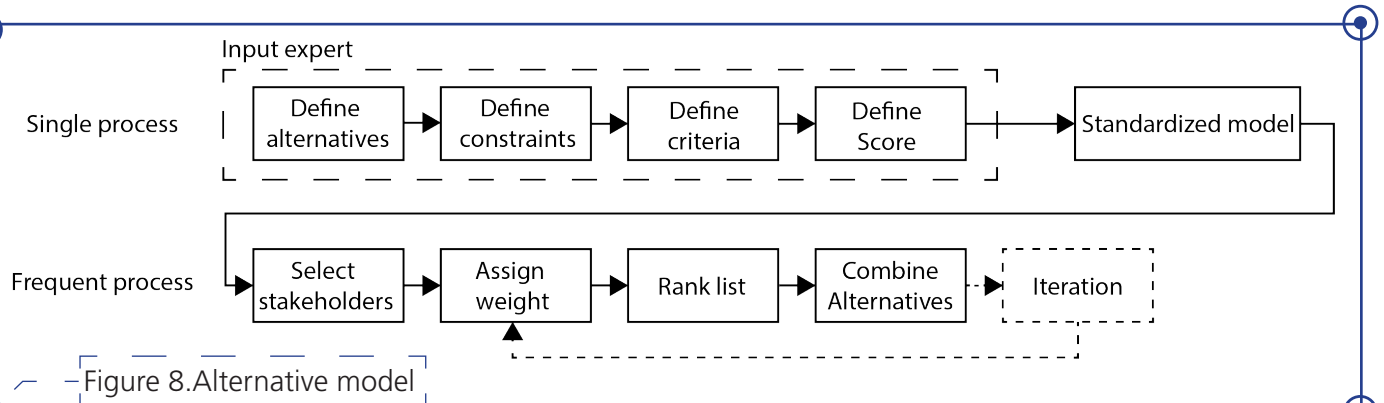 Input expert
Single process
Define
alternatives
Define
constraints
Define
criteria
Define
Score
Standardized model
Frequent process
Select
stakeholders
Assign
weight
Rank list
Combine
Alternatives
Iteration
Figure 8.Alternative model